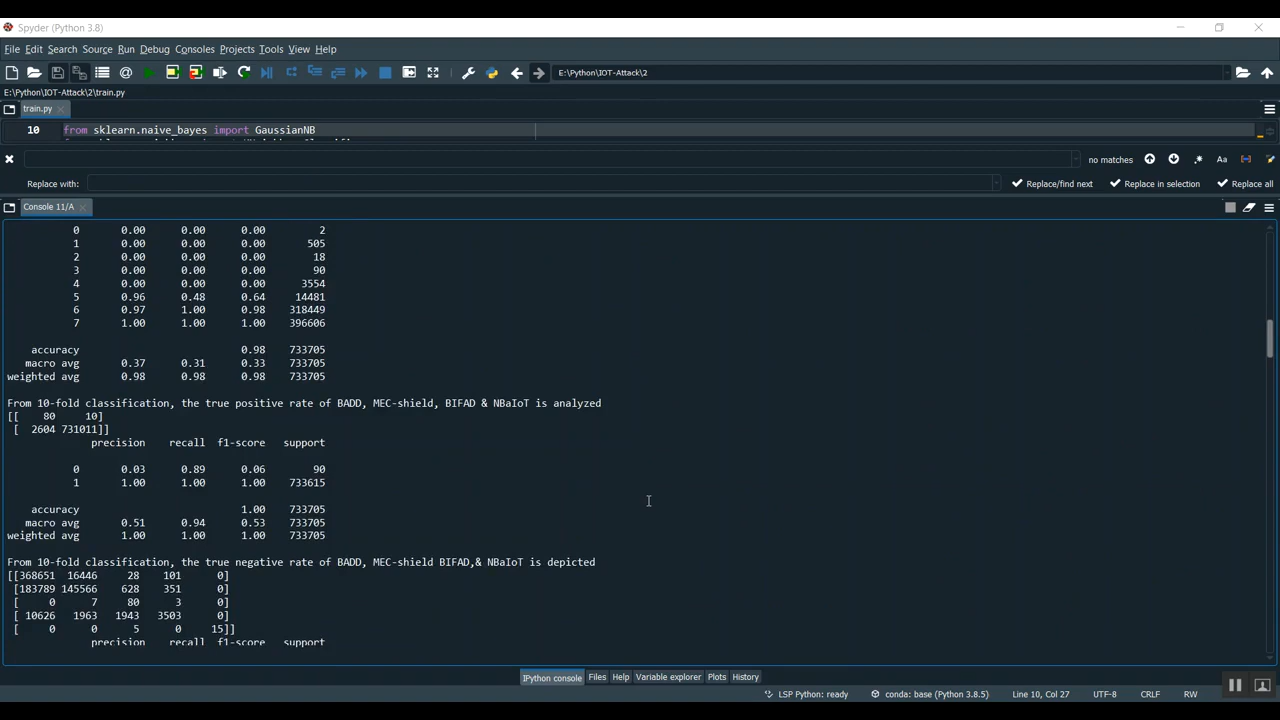 Spyder (Python 3.8)
File Edit Search Source Run Debug Consoles Projects Tools View Help
E:\Python\IOT-Attack\2
E:\Python\IOT-Attack\2\train.py
train.py
10 from sklearn.naive_bayes import GaussianNB
no matches
Aa
Replace with:
Replace/find next Replace in selection Replace all
Console 11/A
0 0.00 0.00 0.00 2
1 0.00 0.00 0.00 505
2 0.00 0.00 0.00 18
3 0.00 0.00 0.00 90
4 0.00 0.00 0.00 3554
5 0.96 0.48 0.64 14481
6 0.97 1.00 0.98 318449
7 1.00 1.00 1.00 396606
accuracy 0.98 733705
macro avg 0.37 0.31 0.33 733705
weighted avg 0.98 0.98 0.98 733705
From 10-fold classification, the true positive rate of BADD, MEC-shield, BIFAD & NBaIoT is analyzed
[[ 80 10]
[ 2604 731011]]
precision recall f1-score support
0 0.03 0.89 0.06 90
1 1.00 1.00 1.00 733615
accuracy 1.00 733705
macro avg 0.51 0.94 0.53 733705
weighted avg 1.00 1.00 1.00 733705
From 10-fold classification, the true negative rate of BADD, MEC-shield BIFAD,& NBaIoT is depicted
[[368651 16446 28 101 0]
[183789 145566 628 351 0]
[ 0 7 80 3 0]
[ 10626 1963 1943 3503 0]
[ 0 0 5 0 15]]
precision recall f1-score support
IPython console Files Help Variable explorer Plots History
LSP Python: ready conda: base (Python 3.8.5) Line 10, Col 27 UTF-8 CRLF RW